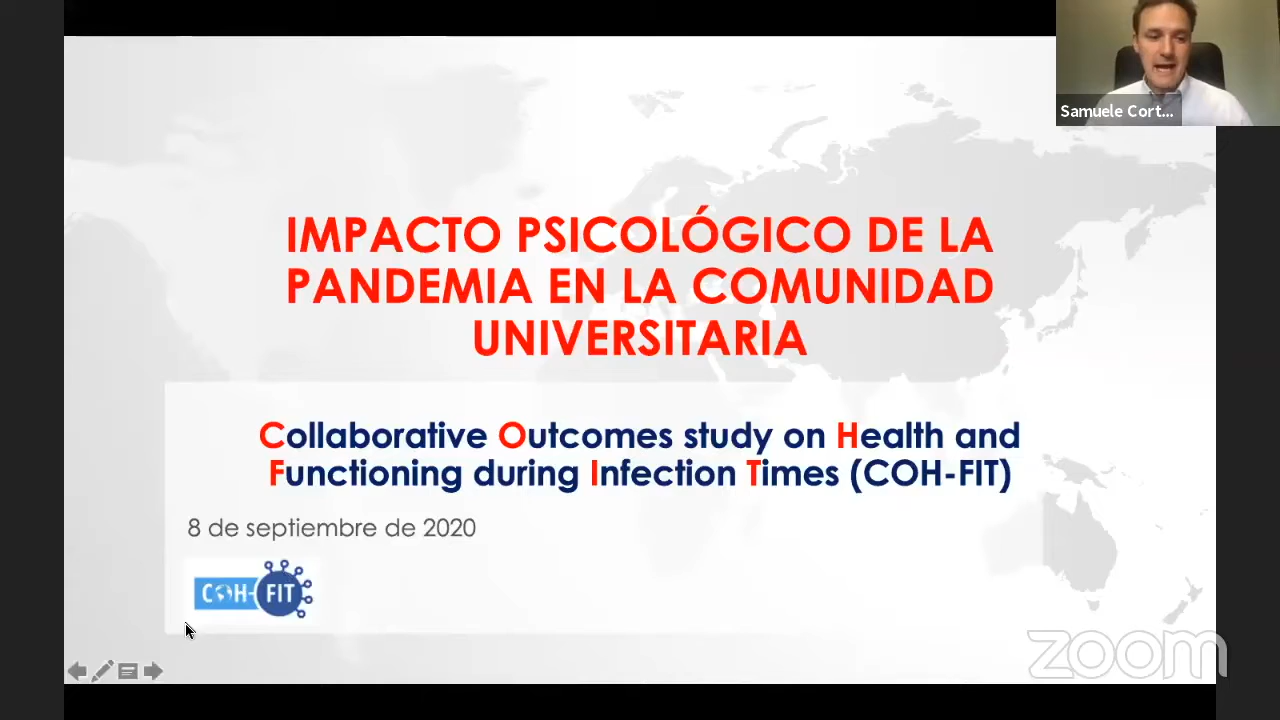 Samuele Cort...
IMPACTO PSICOLÓGICO DE LA
PANDEMIA EN LA COMUNIDAD
UNIVERSITARIA
Collaborative Outcomes study on Health and
Functioning during Infection Times (COH-FIT)
8 de septiembre de 2020
COH-FIT
zoom